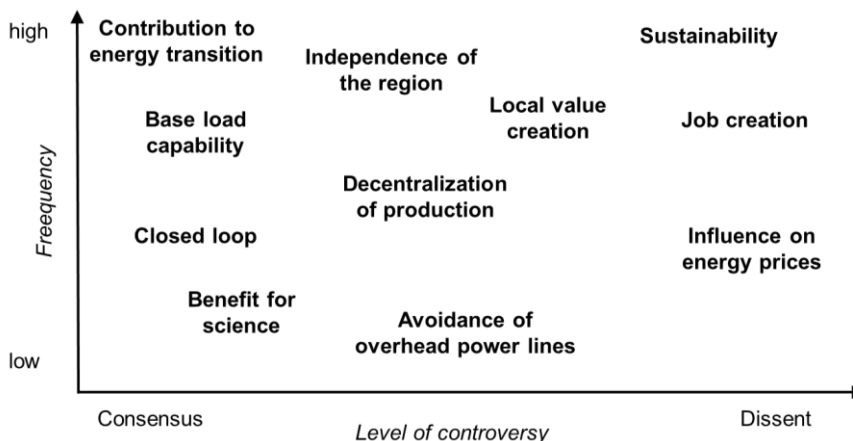 high
Contribution to
energy transition
Independence of
the region
Sustainability
Base load
capability
Local value
creation
Job creation
Freequency
Decentralization
of production
Closed loop
Influence on
energy prices
Benefit for
science
Avoidance of
overhead power lines
low
Consensus
Level of controversy
Dissent